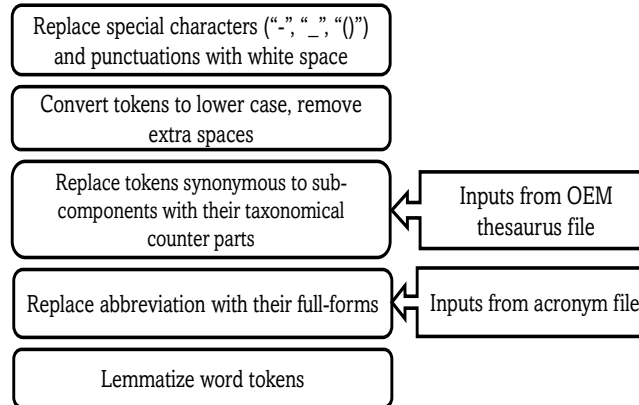 Replace special characters (“-”, “_”, “()”)
and punctuations with white space
Convert tokens to lower case, remove
extra spaces
Replace tokens synonymous to sub-
components with their taxonomical
counter parts
Inputs from OEM
thesaurus file
Replace abbreviation with their full-forms
Inputs from acronym file
Lemmatize word tokens